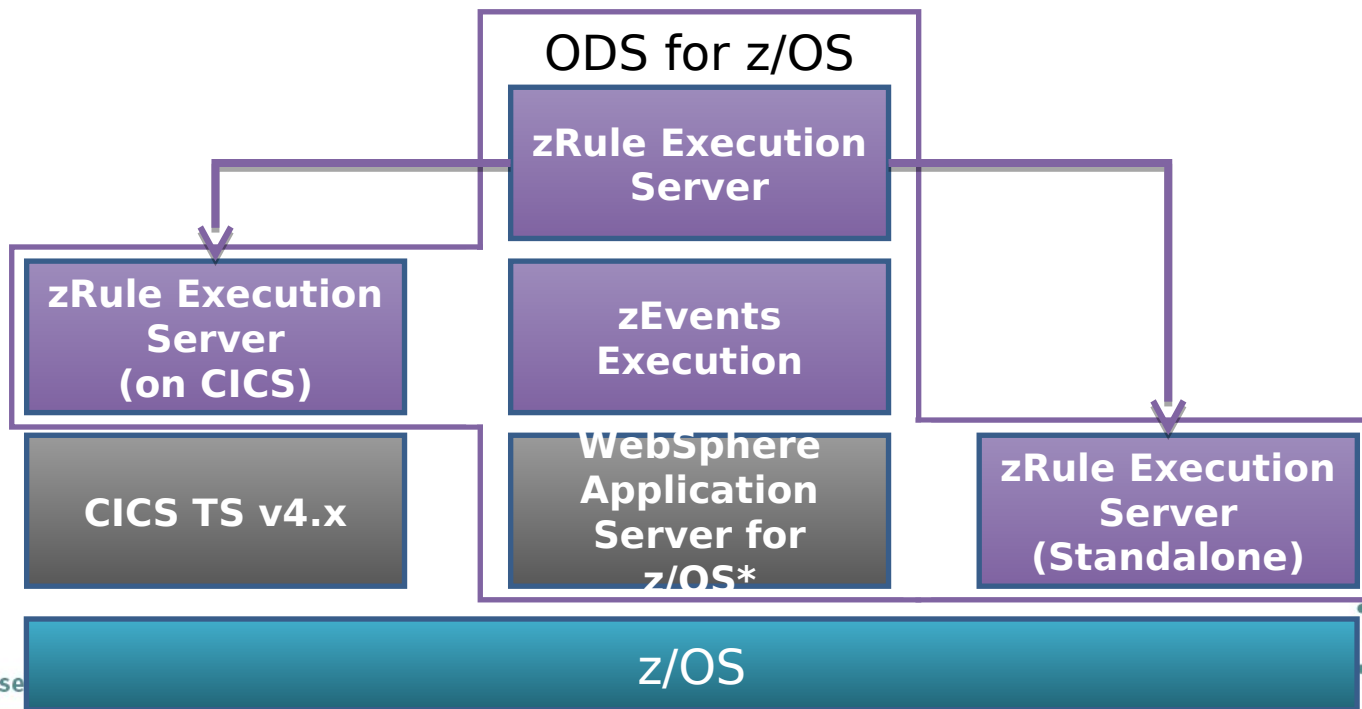 ODS for z/OS
zRule Execution
Server
zRule Execution
Server
(on CICS)
zEvents
Execution
CICS TS v4.x
WebSphere
Application
Server for
z/OS*
zRule Execution
Server
(Standalone)
z/OS
se